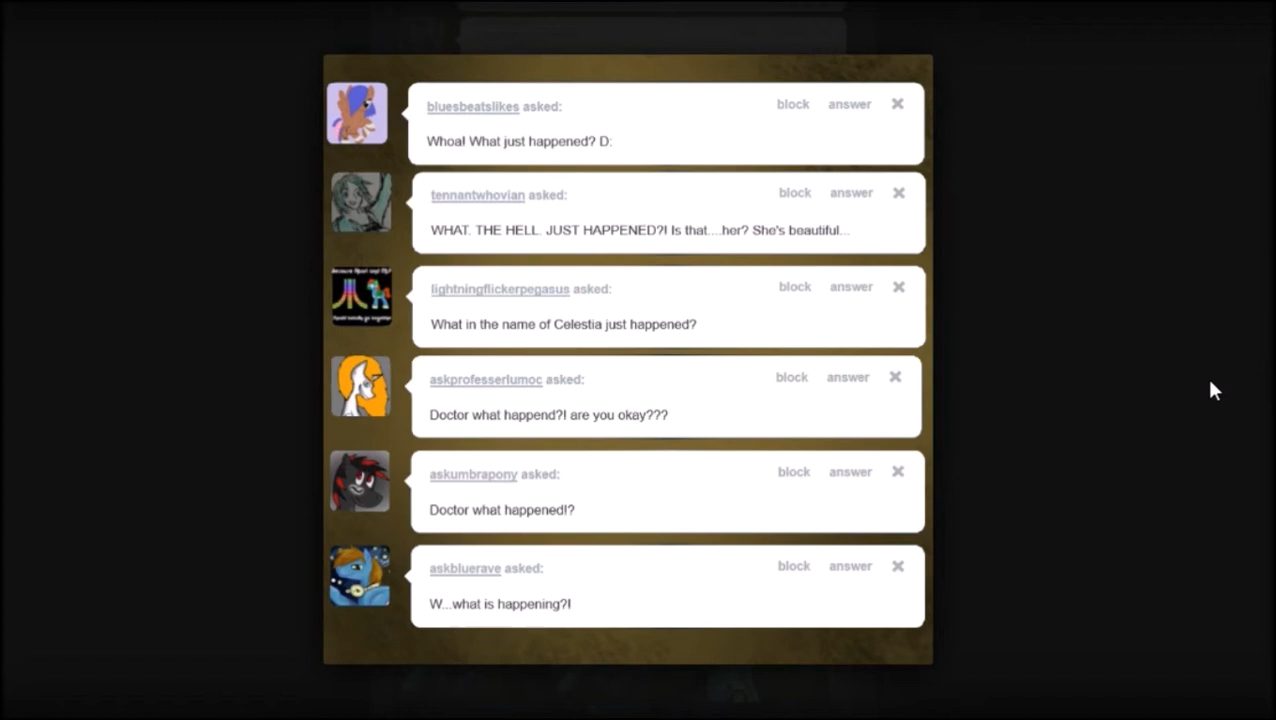 bluesbeatslikes asked: block answer
Whoa! What just happened? D:
tennantwhovian asked: block answer
WHAT. THE HELL. JUST HAPPENED?! Is that....her? She's beautiful...
lightningflickerpegasus asked: block answer
What in the name of Celestia just happened?
askprofesserlumoc asked: block answer
Doctor what happend?! are you okay???
askumbrapony asked: block answer
Doctor what happened!?
askbluerave asked: block answer
W...what is happening?!